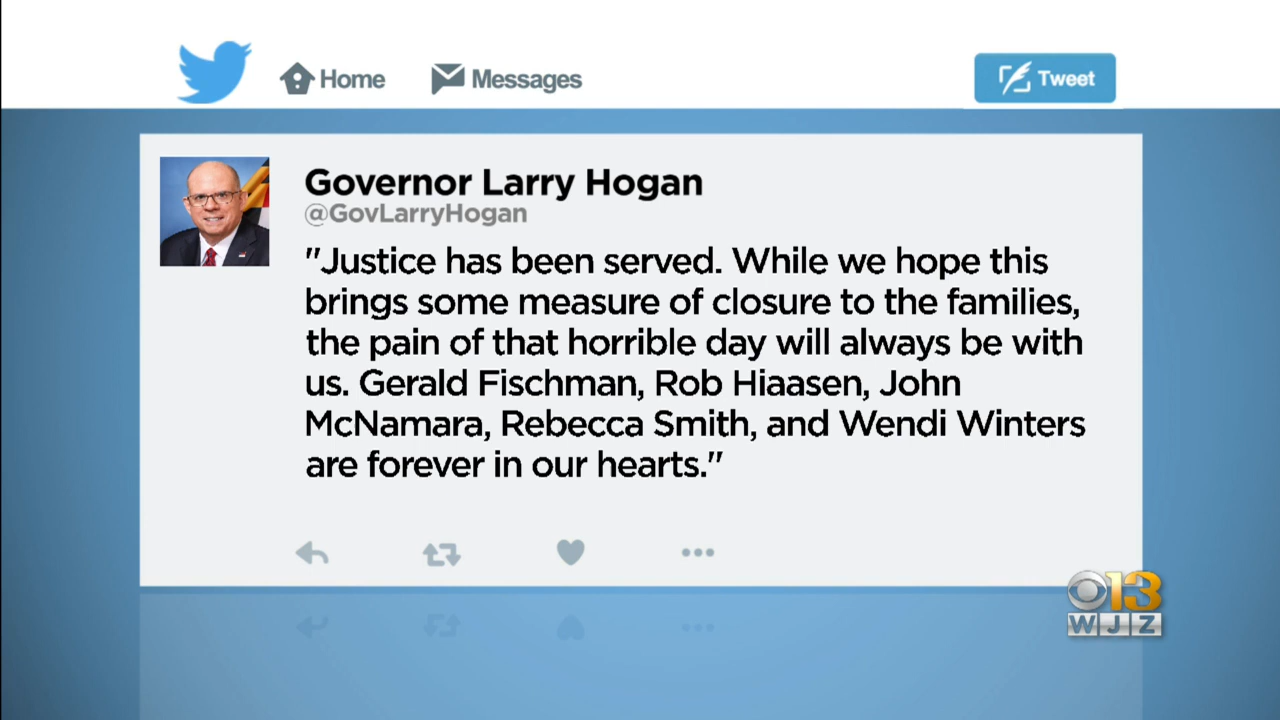 Home
Messages
Tweet
Governor Larry Hogan
@GovLarryHogan
"Justice has been served. While we hope this
brings some measure of closure to the families,
the pain of that horrible day will always be with
us. Gerald Fischman, Rob Hiaasen, John
McNamara, Rebecca Smith, and Wendi Winters
are forever in our hearts."
13
WJZ